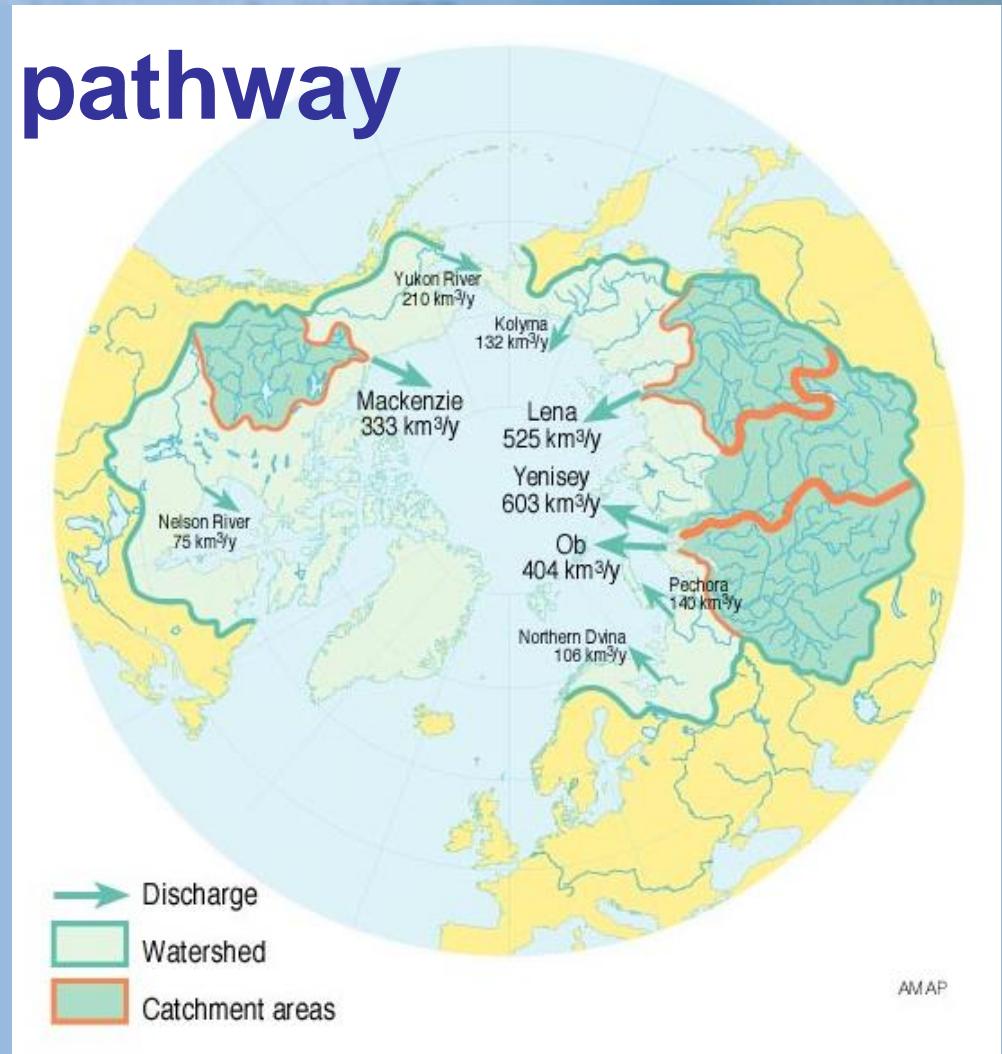 pathway
Yukon River
210 km³/y
Kolyma
132 km³/y
Mackenzie
333 km³/y
Lena
525 km³/y
Yenisey
603 km³/y
Nelson River
75 km³/y
Ob
404 km³/y
Pechora
140 km³/y
Northern Dvina
106 km³/y
Discharge
Watershed
Catchment areas
AMAP